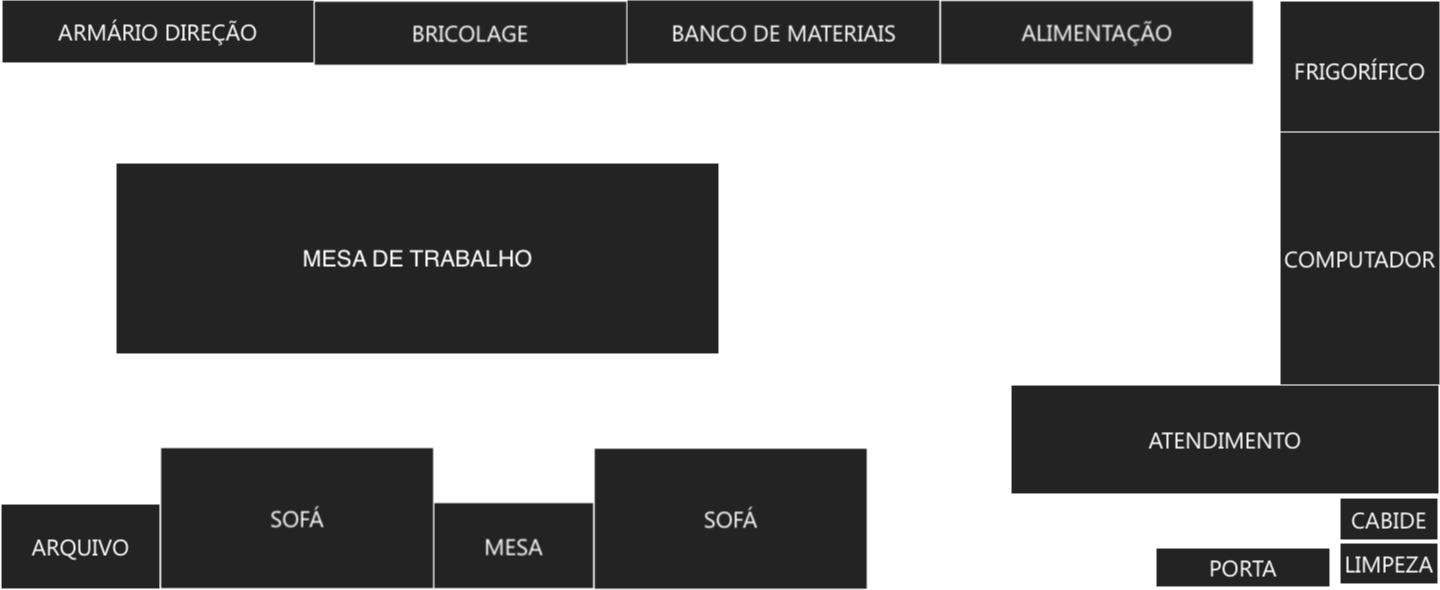 ARMÁRIO DIREÇÃO
BRICOLAGE
BANCO DE MATERIAIS
ALIMENTAÇÃO
FRIGORÍFICO
MESA DE TRABALHO
COMPUTADOR
ATENDIMENTO
SOFÁ
SOFÁ
ARQUIVO
MESA
CABIDE
PORTA
LIMPEZA